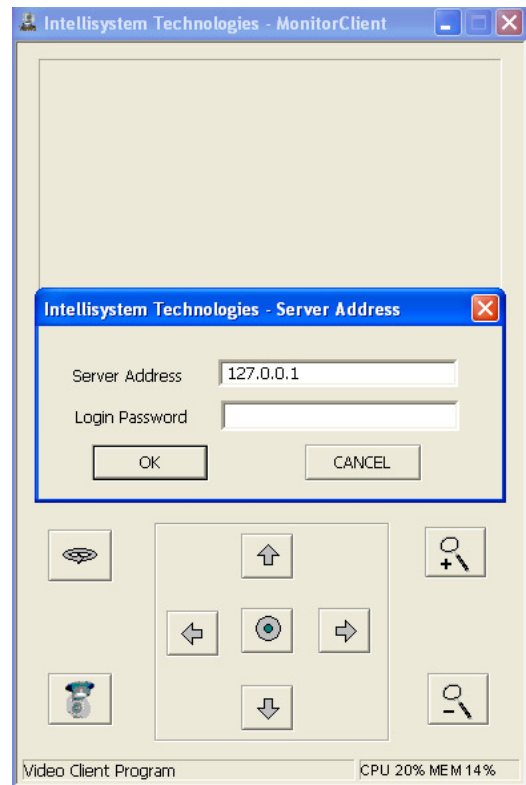 Intellisystem Technologies - MonitorClient
Intellisystem Technologies - Server Address
Server Address 127.0.0.1
Login Password
OK CANCEL
Video Client Program CPU 20% MEM 14%